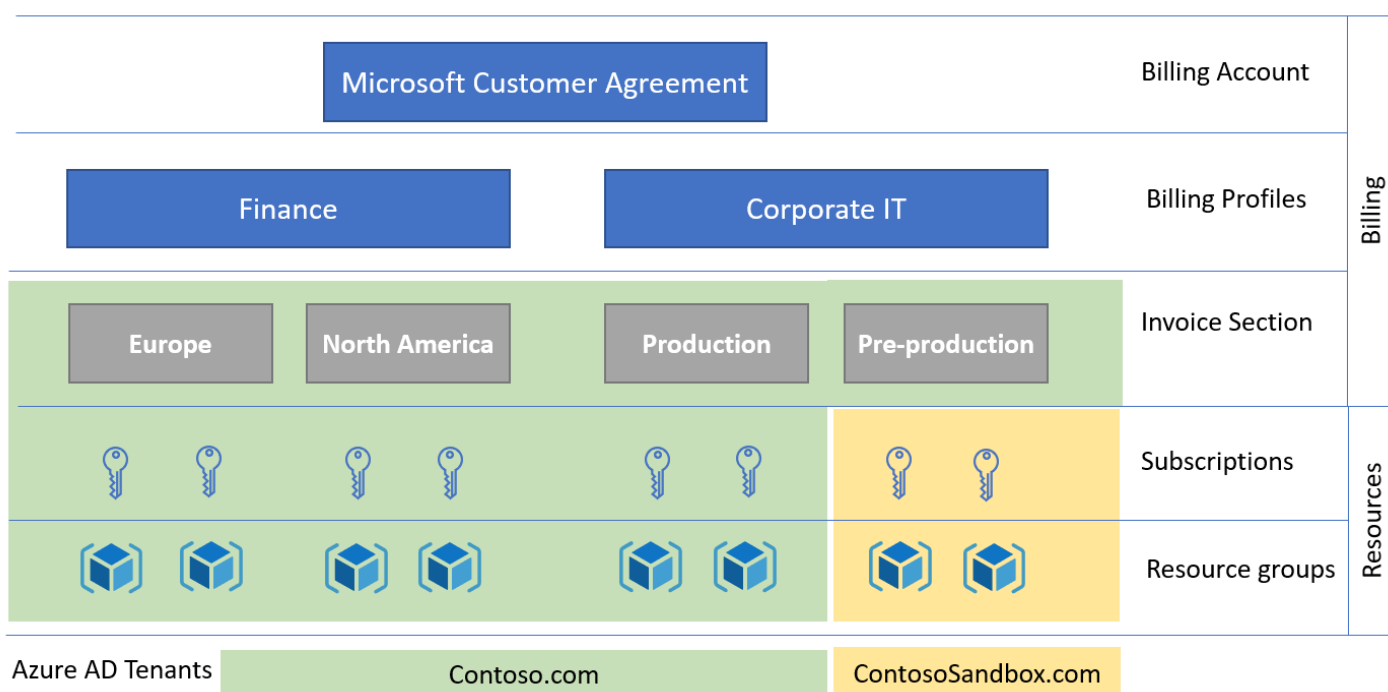 Microsoft Customer Agreement
Billing Account
Finance
Corporate IT
Billing Profiles
Billing
Europe
North America
Production
Pre-production
Invoice Section
Subscriptions
Resource groups
Resources
Azure AD Tenants
Contoso.com
ContosoSandbox.com